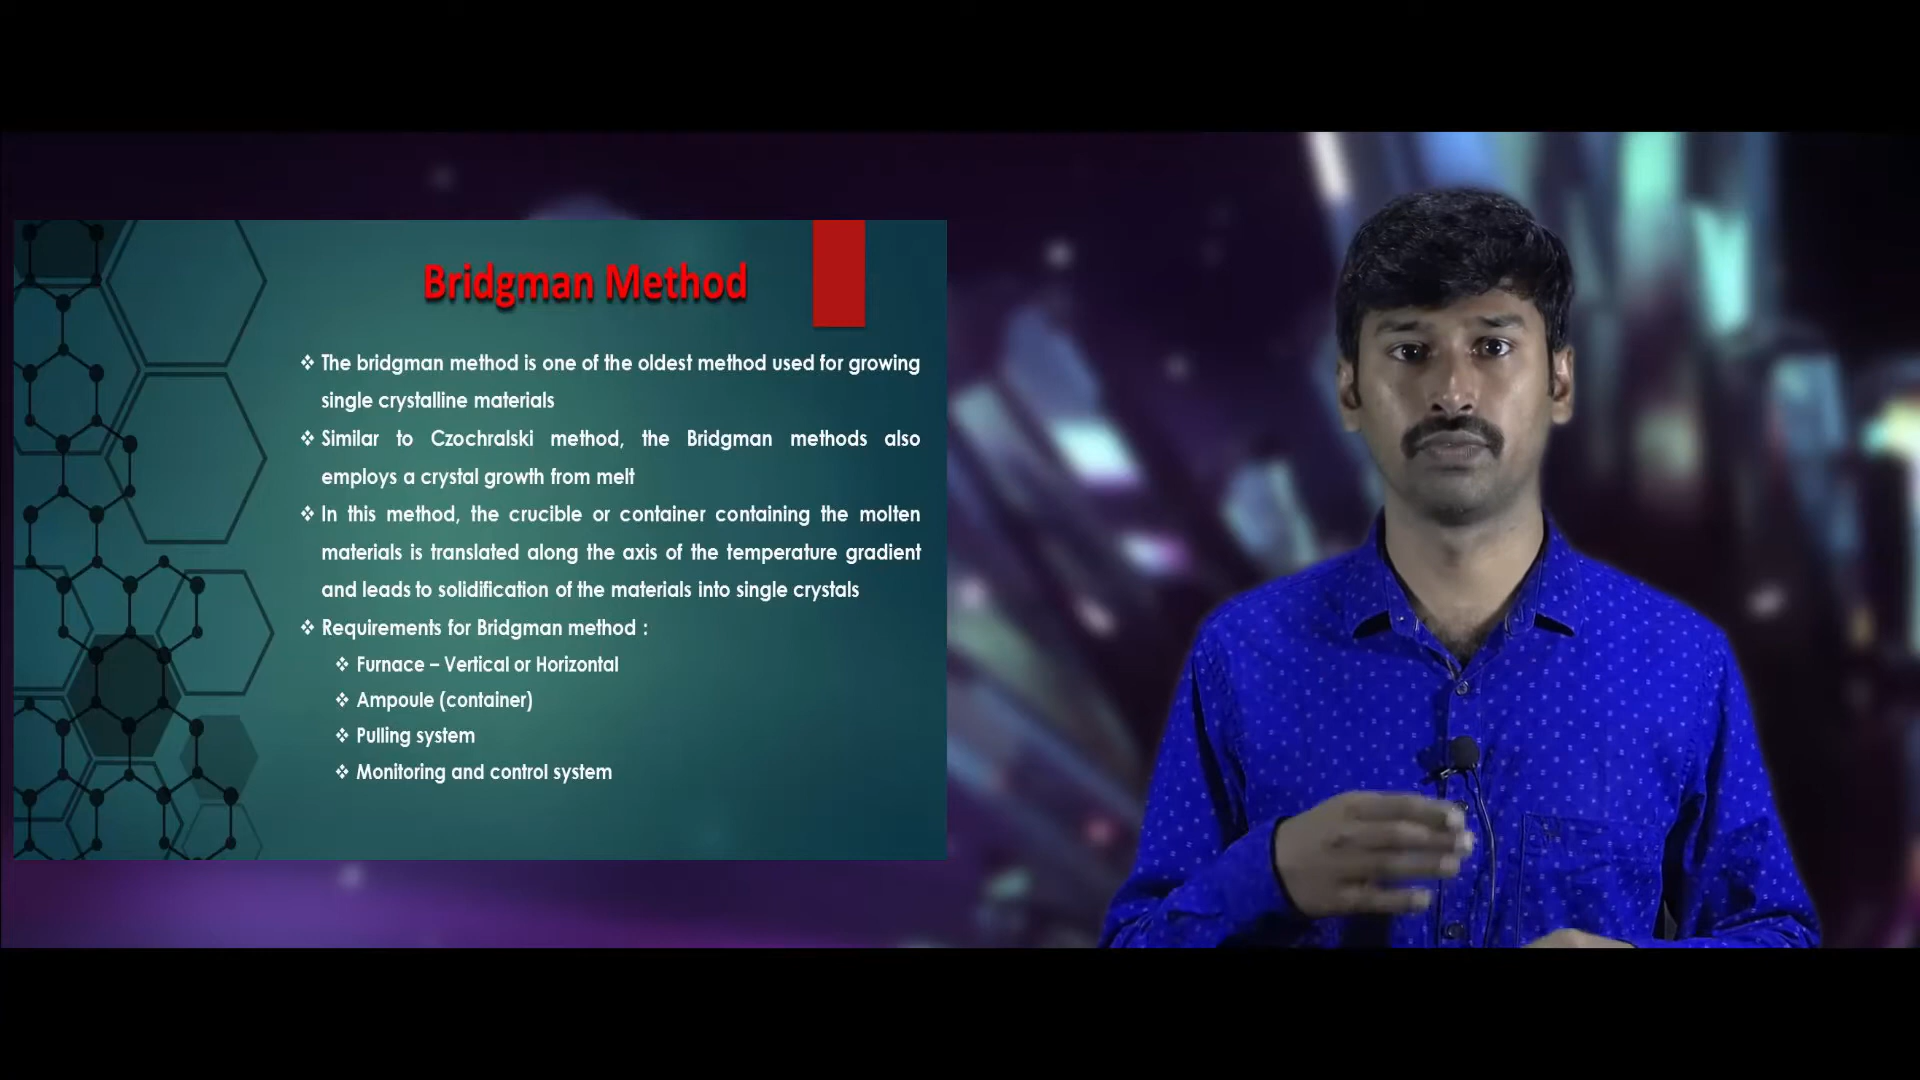 Bridgman Method
❖ The bridgman method is one of the oldest method used for growing
single crystalline materials
❖ Similar to Czochralski method, the Bridgman methods also
employs a crystal growth from melt
❖ In this method, the crucible or container containing the molten
materials is translated along the axis of the temperature gradient
and leads to solidification of the materials into single crystals
❖ Requirements for Bridgman method :
❖ Furnace – Vertical or Horizontal
❖ Ampoule (container)
❖ Pulling system
❖ Monitoring and control system